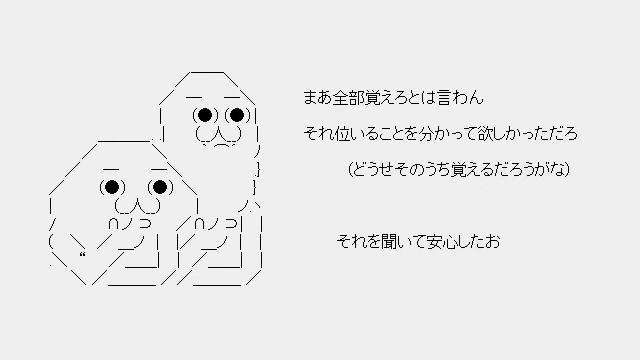 まあ全部覚えろとは言わん
それ位いることを分かって欲しかっただろ
（どうせそのうち覚えるだろうがな）
それを聞いて安心したお